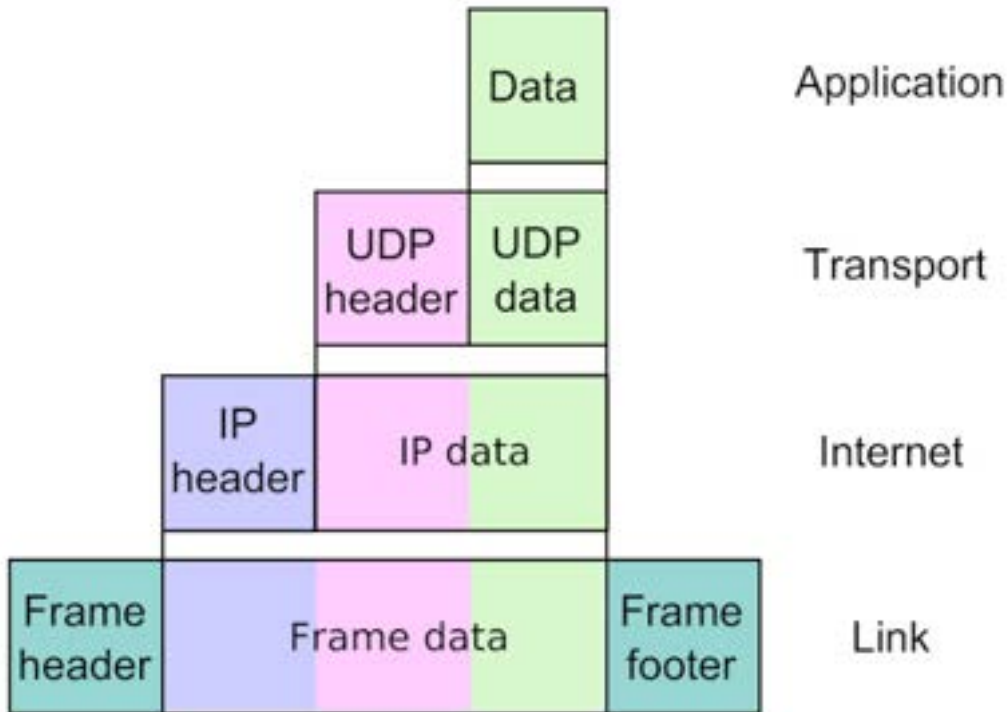 Data
Application
UDP
header
UDP
data
Transport
IP
header
IP data
Internet
Frame
header
Frame data
Frame
footer
Link